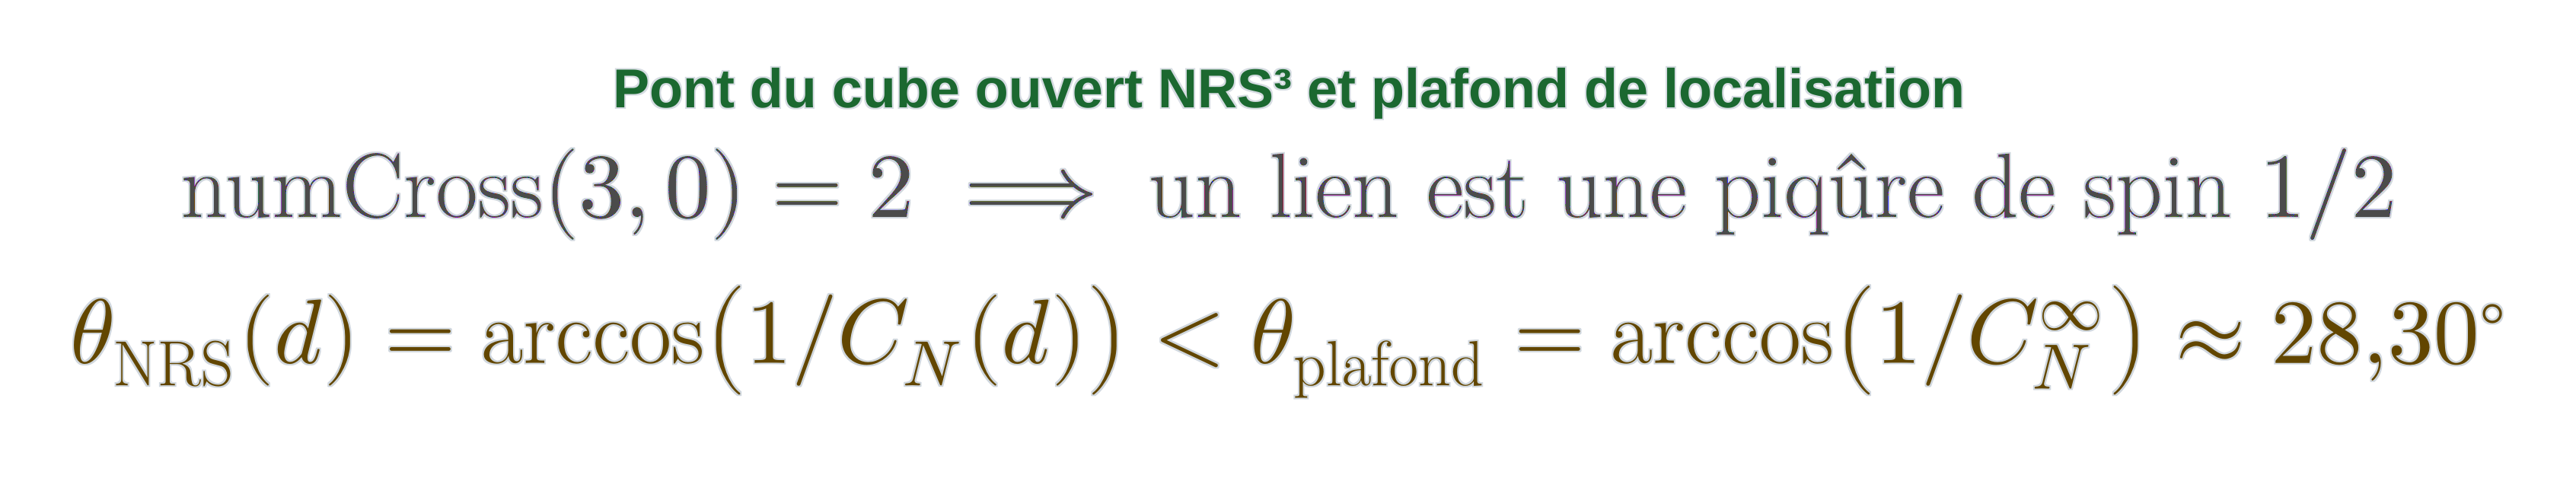 Pont du cube ouvert NRS³ et plafond de localisation
numCross(3, 0) = 2 ⟹ un lien est une piqûre de spin 1/2
θ_NRS(d) = arccos(1/C_N(d)) < θ_plafond = arccos(1/C_N^∞) ≈ 28,30°